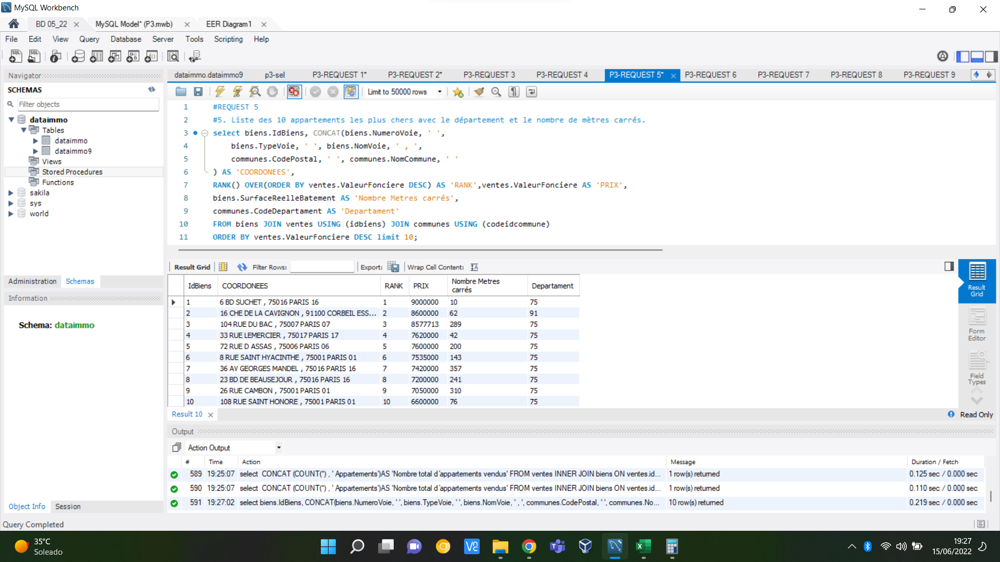 MySQL Workbench
BD 05_22
MySQL Model* (P3.mwb)
EER Diagram1
File Edit View Query Database Server Tools Scripting Help
Navigator
SCHEMAS
Filter objects
dataimmo
Tables
dataimmo
dataimmo9
Views
Stored Procedures
Functions
sakila
sys
world
Administration Schemas
Information
Schema: dataimmo
Object Info Session
dataimmo.dataimmo9 p3-sel P3-REQUEST 1* P3-REQUEST 2* P3-REQUEST 3 P3-REQUEST 4 P3-REQUEST 5* P3-REQUEST 6 P3-REQUEST 7 P3-REQUEST 8 P3-REQUEST 9
Limit to 50000 rows
1 #REQUEST 5
2 #5. Liste des 10 appartements les plus chers avec le département et le nombre de mètres carrés.
3 select biens.IdBiens, CONCAT(biens.NumeroVoie, ' ',
4 biens.TypeVoie, ' ', biens.NomVoie, ' , ',
5 communes.CodePostal, ' ', communes.NomCommune, ' '
6 ) AS 'COORDONEES',
7 RANK() OVER(ORDER BY ventes.ValeurFonciere DESC) AS 'RANK',ventes.ValeurFonciere AS 'PRIX',
8 biens.SurfaceReelleBatement AS 'Nombre Metres carrés',
9 communes.CodeDepartament AS 'Departament'
10 FROM biens JOIN ventes USING (idbiens) JOIN communes USING (codeidcommune)
11 ORDER BY ventes.ValeurFonciere DESC limit 10;
Result Grid Filter Rows: Export: Wrap Cell Content:
IdBiens COORDONEES RANK PRIX Nombre Metres carrés Departament
1 6 BD SUCHET , 75016 PARIS 16 1 9000000 10 75
2 16 CHE DE LA CAVIGNON , 91100 CORBEIL ESS... 2 8600000 62 91
3 104 RUE DU BAC , 75007 PARIS 07 3 8577713 289 75
4 33 RUE LEMERCIER , 75017 PARIS 17 4 7620000 42 75
5 72 RUE D ASSAS , 75006 PARIS 06 5 7600000 200 75
6 8 RUE SAINT HYACINTHE , 75001 PARIS 01 6 7535000 143 75
7 36 AV GEORGES MANDEL , 75016 PARIS 16 7 7420000 357 75
8 23 BD DE BEAUSEJOUR , 75016 PARIS 16 8 7200000 241 75
9 26 RUE CAMBON , 75001 PARIS 01 9 7050000 310 75
10 108 RUE SAINT HONORE , 75001 PARIS 01 10 6600000 76 75
Result Grid
Form Editor
Field Types
Result 10
Read Only
Output
Action Output
# Time Action Message Duration / Fetch
589 19:25:07 select CONCAT (COUNT(*) , ' Appartements')AS 'Nombre total d´appartements vendus' FROM ventes INNER JOIN biens ON ventes.id... 1 row(s) returned 0.125 sec / 0.000 sec
590 19:25:07 select CONCAT (COUNT(*) , ' Appartements')AS 'Nombre total d´appartements vendus' FROM ventes INNER JOIN biens ON ventes.id... 1 row(s) returned 0.110 sec / 0.000 sec
591 19:27:02 select biens.IdBiens, CONCAT(biens.NumeroVoie, ' ', biens.TypeVoie, ' ', biens.NomVoie, ' , ', communes.CodePostal, ' ', communes.No... 10 row(s) returned 0.219 sec / 0.000 sec
Query Completed
35°C
Soleado
19:27
15/06/2022